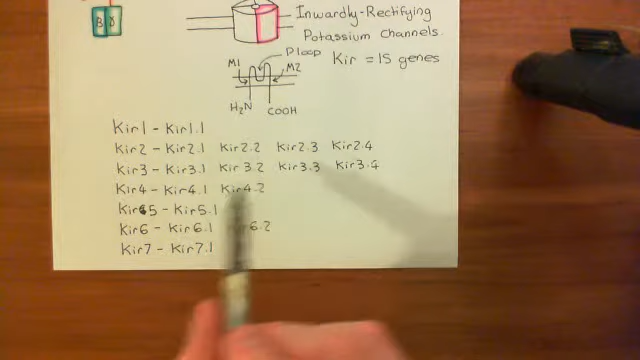 B γ
Inwardly-Rectifying
Potassium Channels.
P loop
M1
M2
Kir = 15 genes
H₂N
COOH
Kir1 - Kir1.1
Kir2 - Kir2.1 Kir2.2 Kir2.3 Kir2.4
Kir3 - Kir3.1 Kir3.2 Kir3.3 Kir3.4
Kir4 - Kir4.1 Kir4.2
Kir5 - Kir5.1
Kir6 - Kir6.1 6.2
Kir7 - Kir7.1